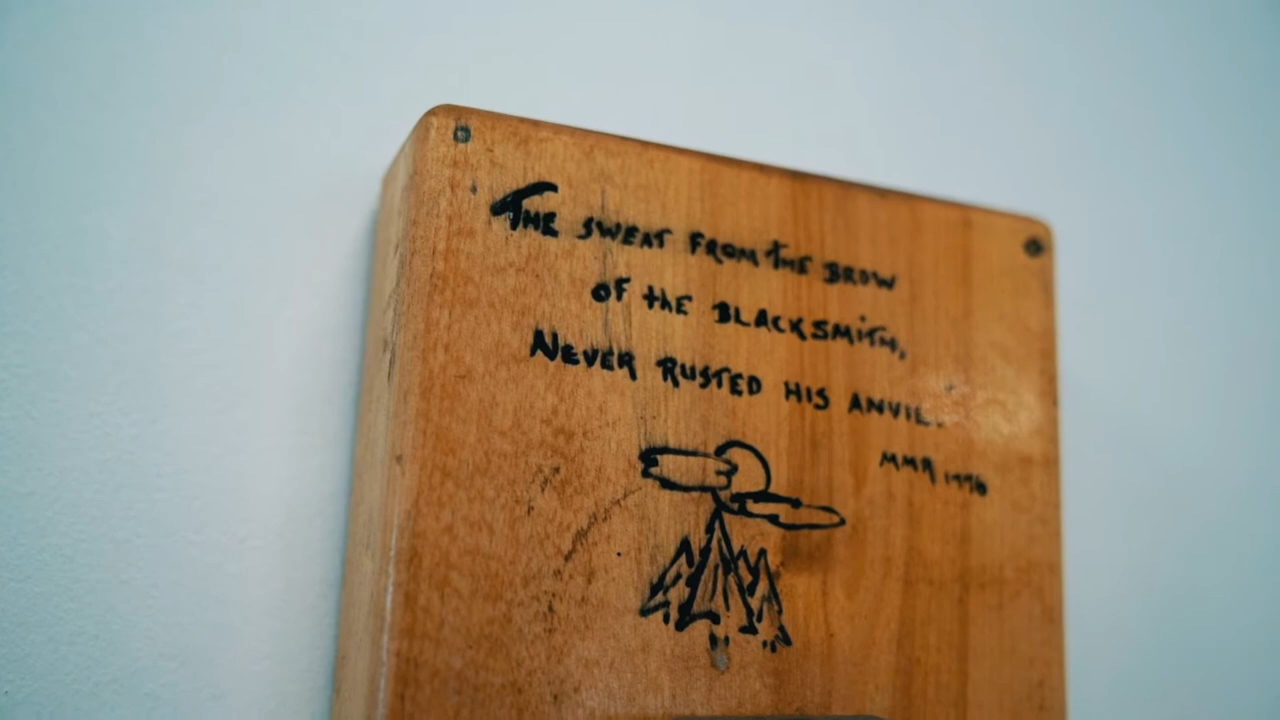 THE SWEAT FROM THE BROW
OF the BLACKSMITH,
NEVER RUSTED HIS ANVIL.
MMR 1996